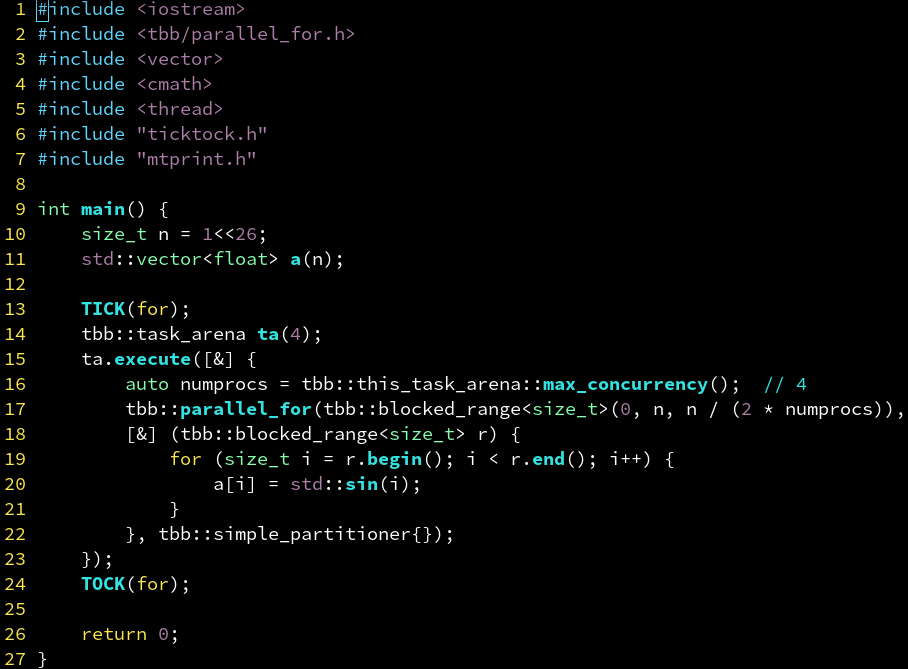 1 #include <iostream>
2 #include <tbb/parallel_for.h>
3 #include <vector>
4 #include <cmath>
5 #include <thread>
6 #include "ticktock.h"
7 #include "mtprint.h"
8
9 int main() {
10     size_t n = 1<<26;
11     std::vector<float> a(n);
12
13     TICK(for);
14     tbb::task_arena ta(4);
15     ta.execute([&] {
16         auto numprocs = tbb::this_task_arena::max_concurrency();  // 4
17         tbb::parallel_for(tbb::blocked_range<size_t>(0, n, n / (2 * numprocs)),
18         [&] (tbb::blocked_range<size_t> r) {
19             for (size_t i = r.begin(); i < r.end(); i++) {
20                 a[i] = std::sin(i);
21             }
22         }, tbb::simple_partitioner{});
23     });
24     TOCK(for);
25
26     return 0;
27 }